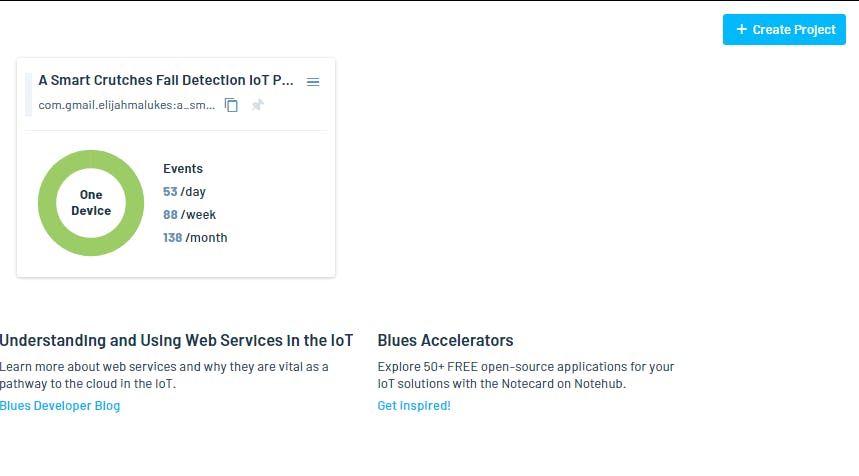 + Create Project
A Smart Crutches Fall Detection IoT P...
com.gmail.elijahmalukes:a_sm...
One
Device
Events
53 /day
88 /week
138 /month
Understanding and Using Web Services in the IoT
Learn more about web services and why they are vital as a
pathway to the cloud in the IoT.
Blues Developer Blog
Blues Accelerators
Explore 50+ FREE open-source applications for your
IoT solutions with the Notecard on Notehub.
Get inspired!